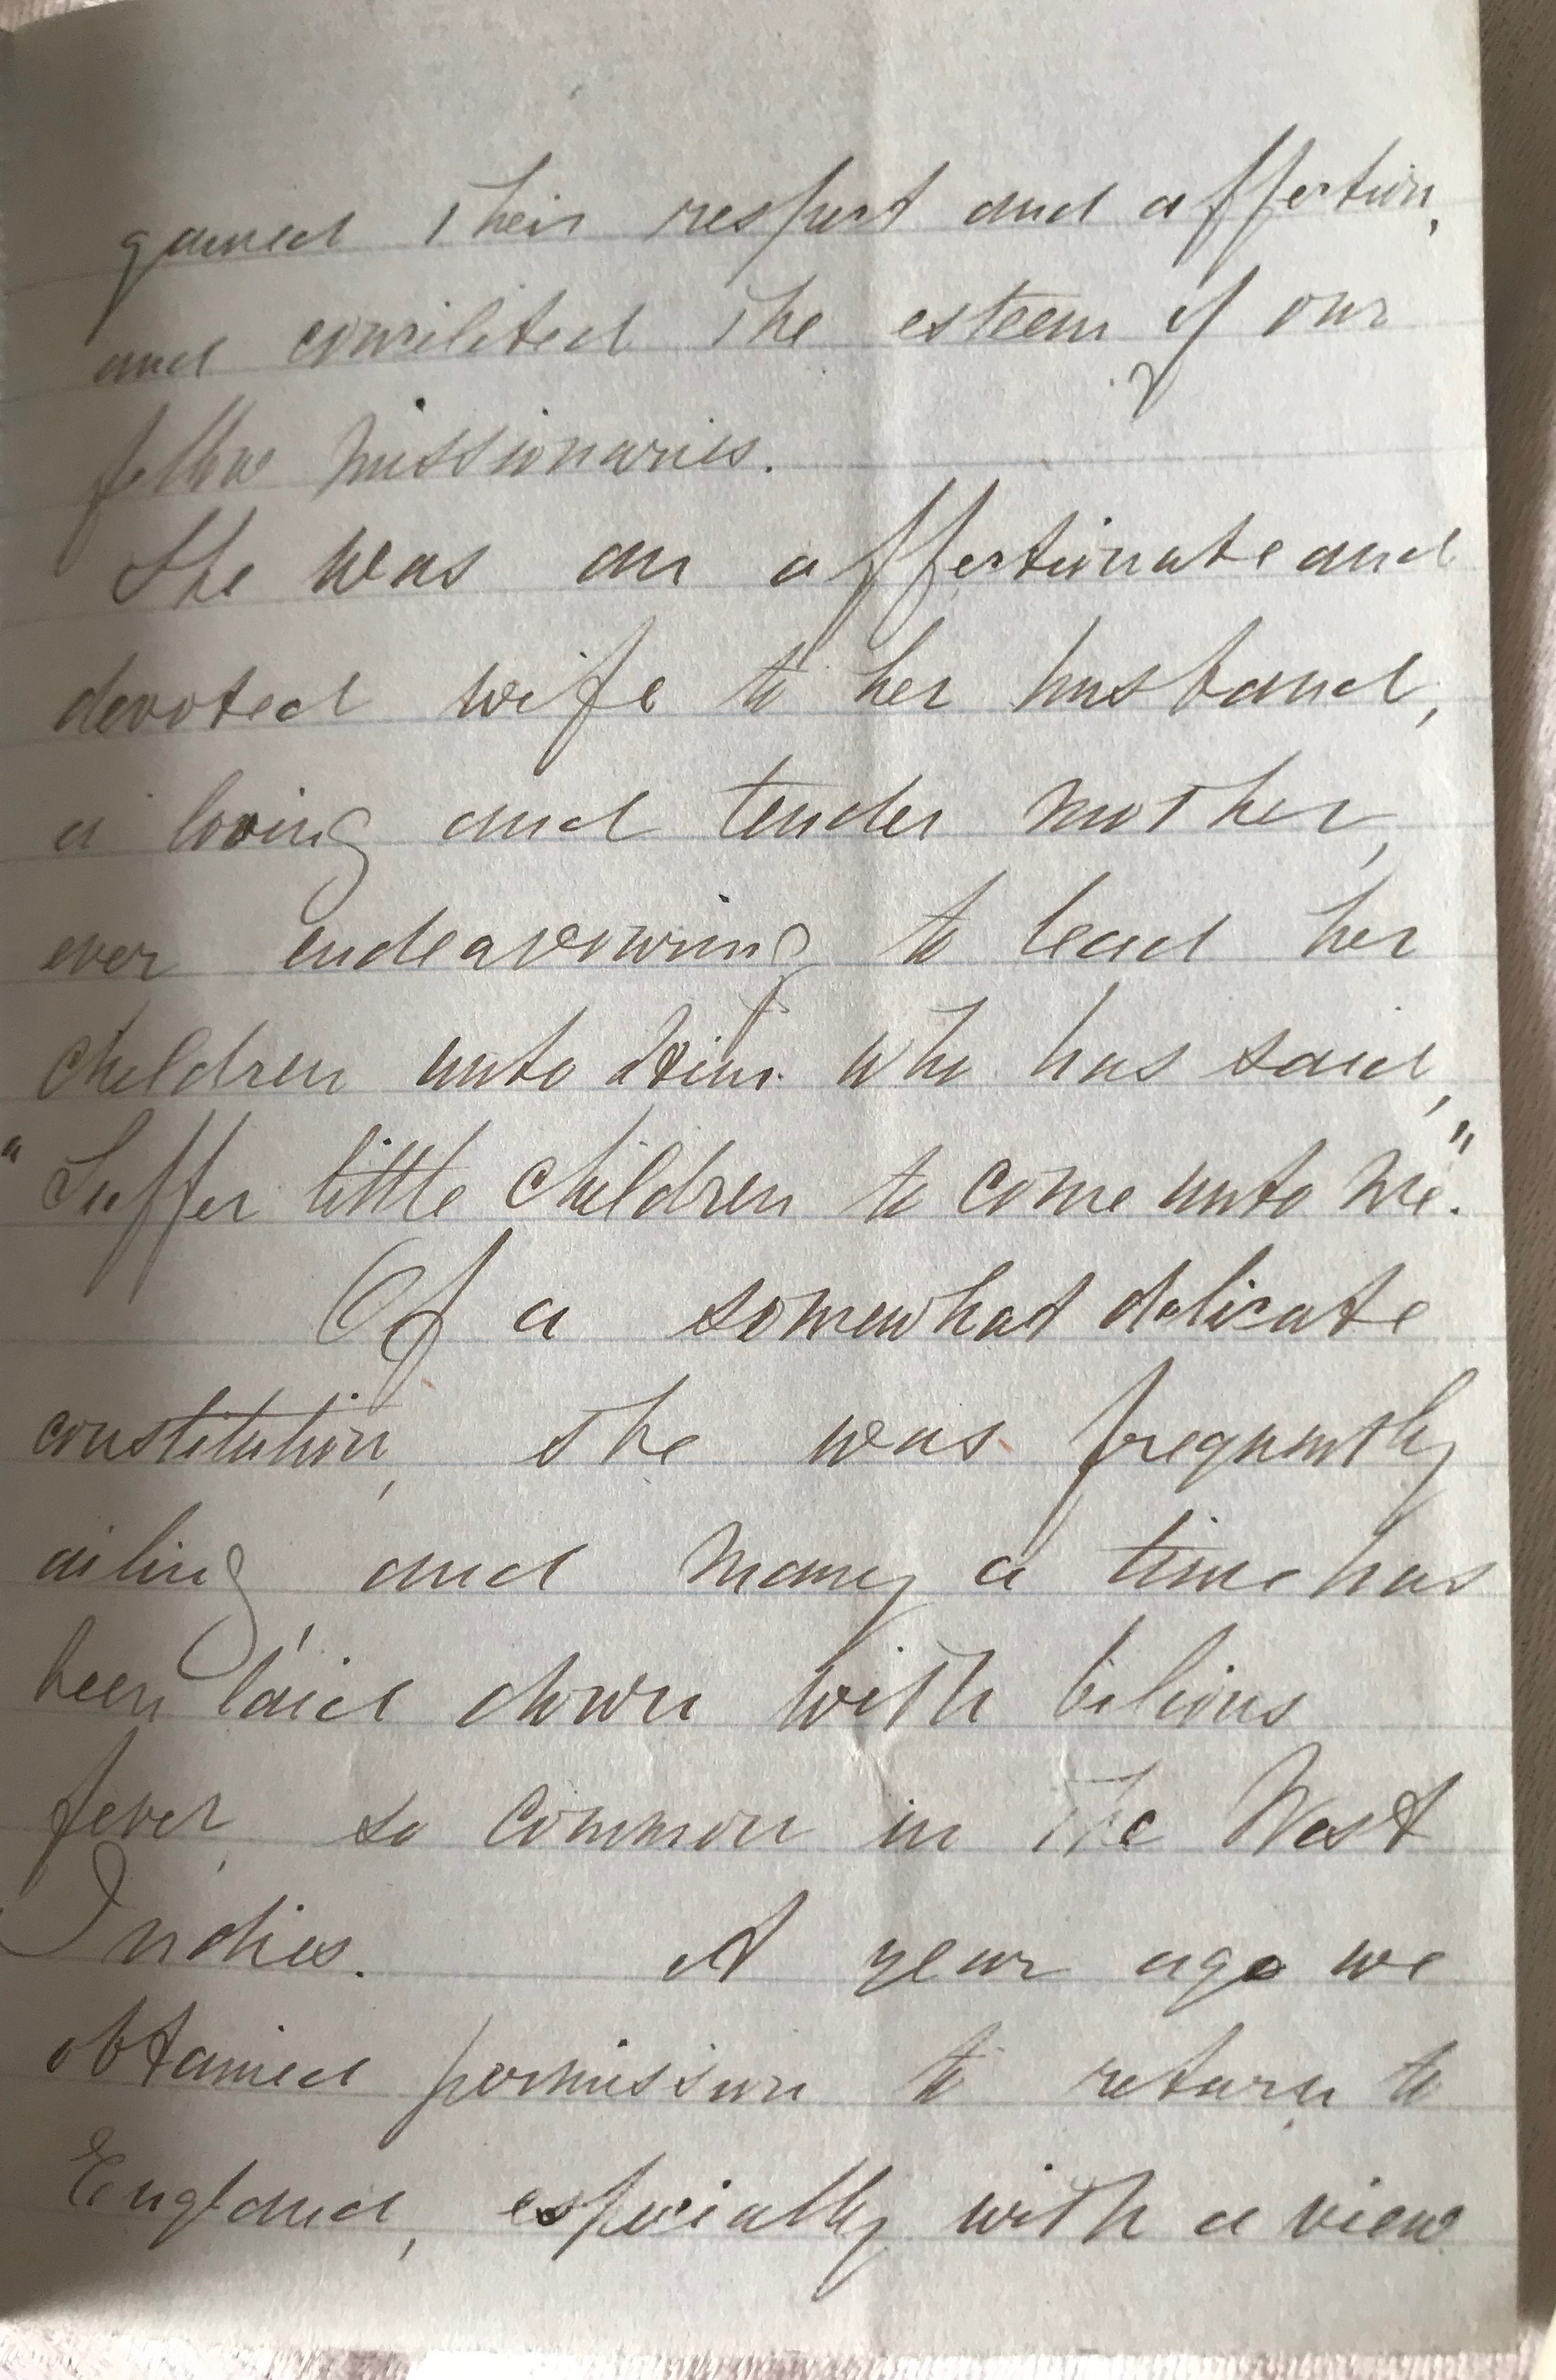 gained their respect and affection,
and conciliated the esteem of our
fellow missionaries.
She was an affectionate and
devoted wife to her husband,
a loving and tender mother,
ever endeavouring to lead her
children unto Him who has said,
"Suffer little children to come unto me".
Of a somewhat delicate
constitution, she was frequently
ailing and many a time has
been laid down with bilious
fever, so common in the West
Indies. A year ago we
obtained permission to return to
England, especially with a view